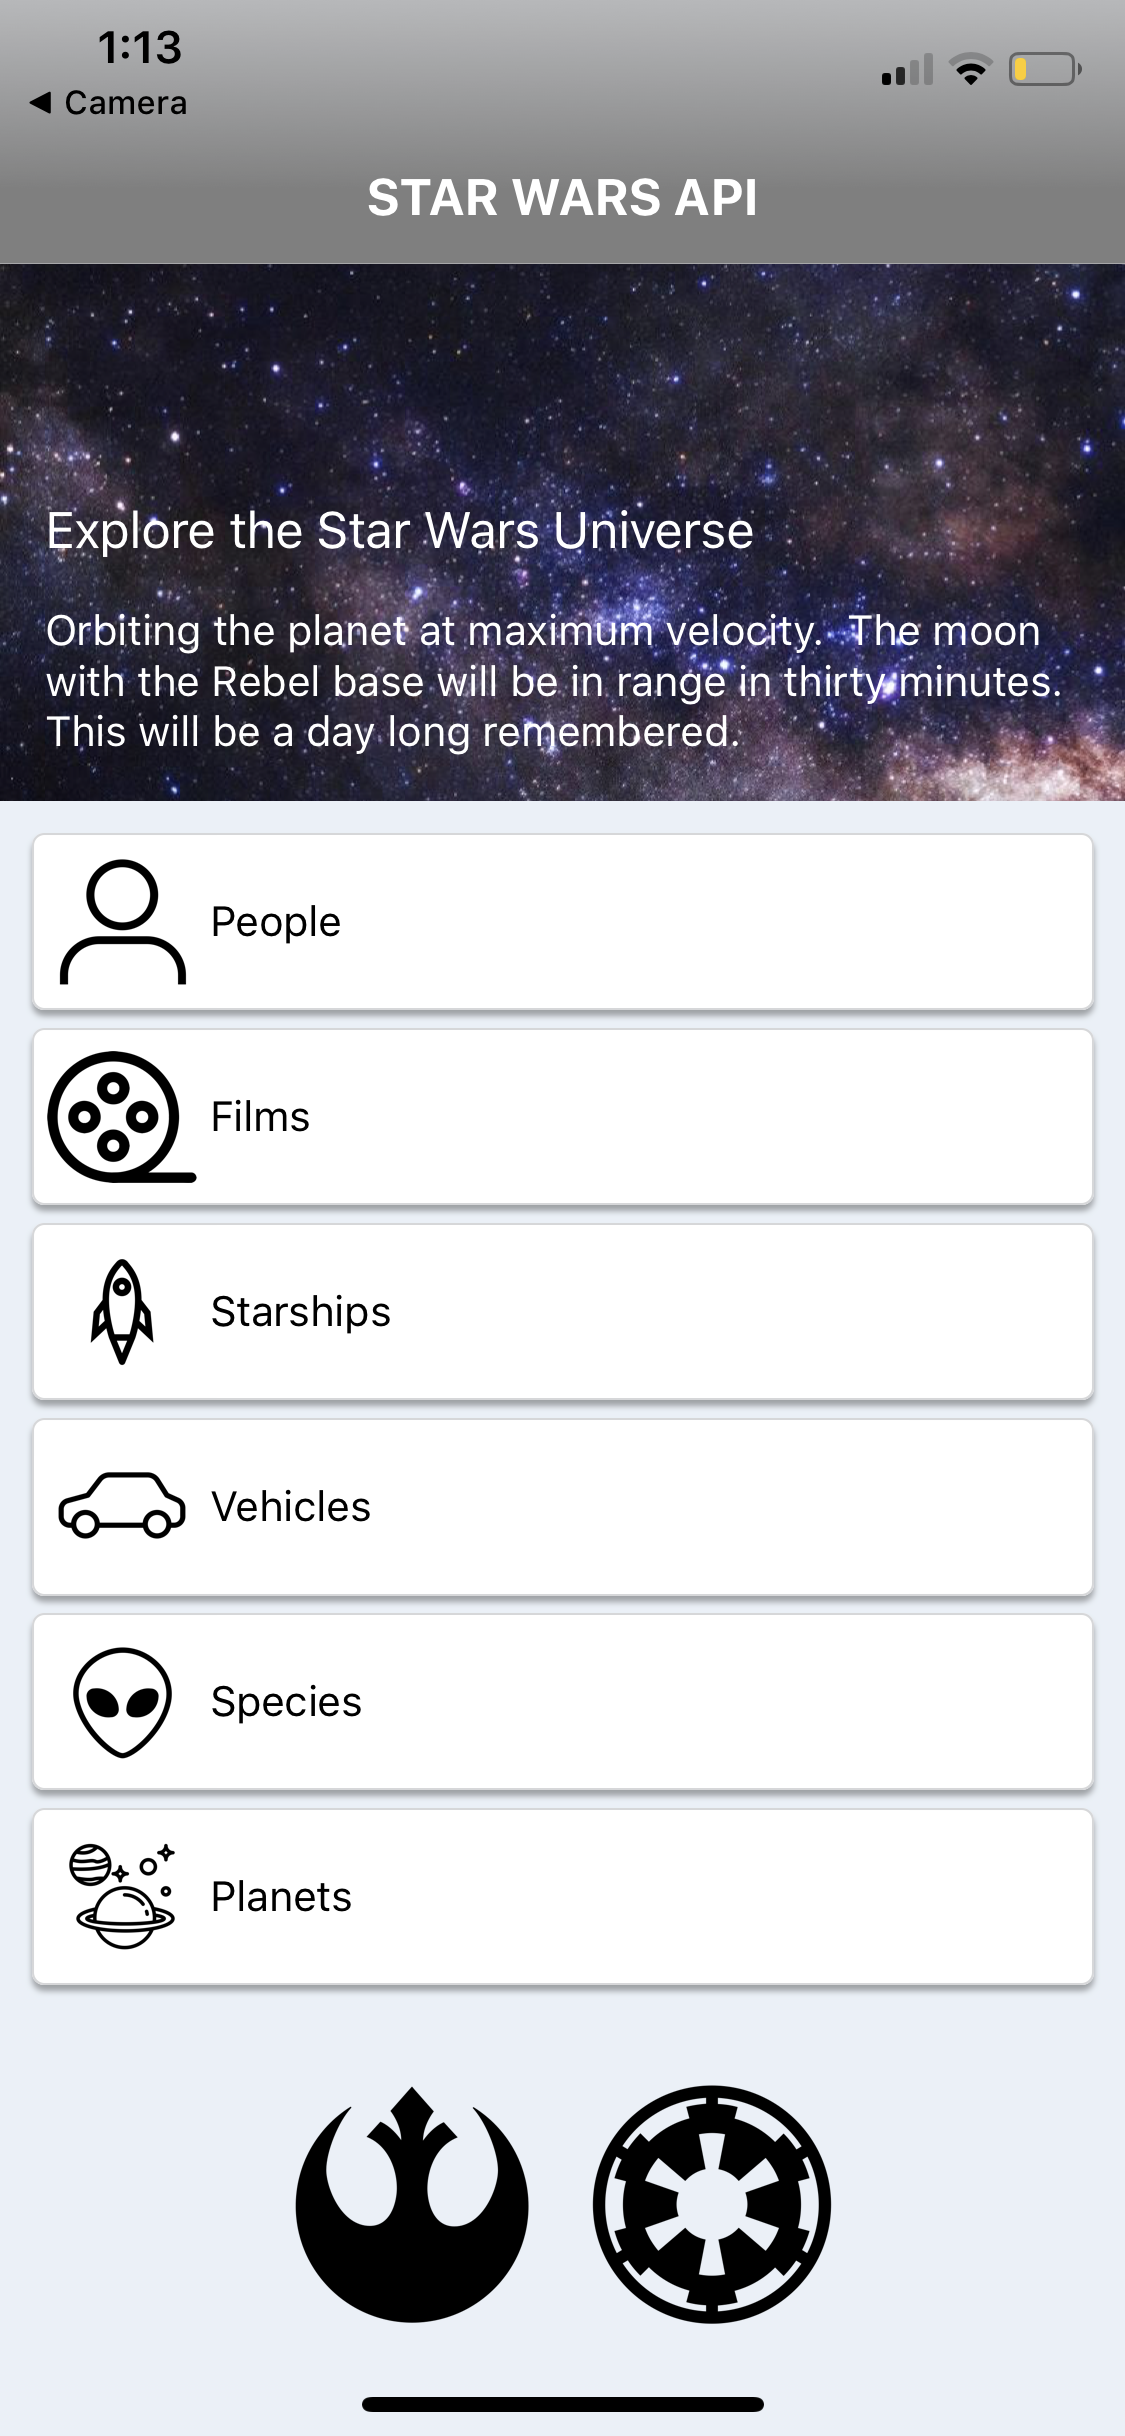 1:13
◀ Camera
STAR WARS API
Explore the Star Wars Universe
Orbiting the planet at maximum velocity.  The moon
with the Rebel base will be in range in thirty minutes.
This will be a day long remembered.
People
Films
Starships
Vehicles
Species
Planets